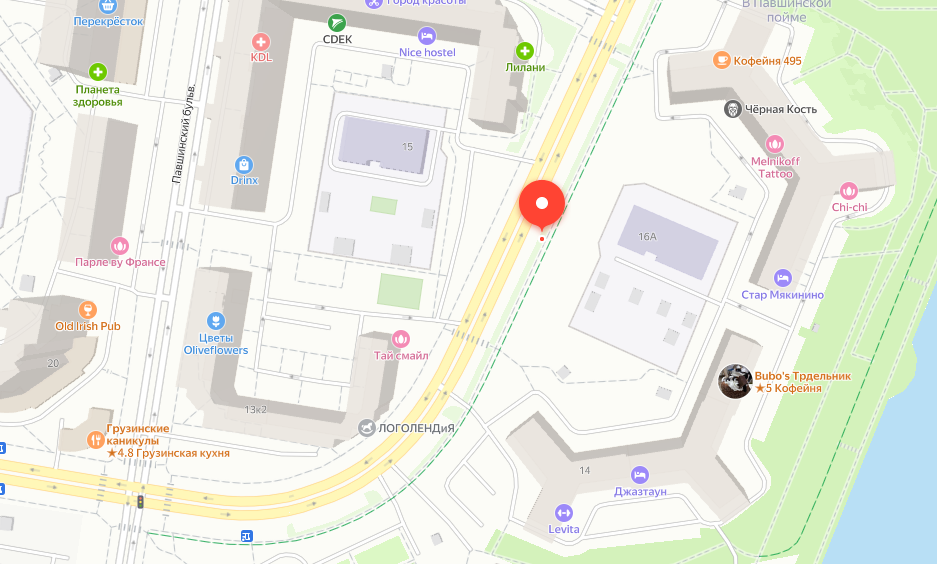 Город красоты
В Павшинской
пойме
Перекрёсток
CDEK
Nice hostel
KDL
Лилани
Кофейня 495
Планета
здоровья
Чёрная Кость
Павшинский бульв.
15
Melnikoff
Tattoo
Drinx
Chi-chi
16А
Парле ву Франсе
Стар Мякинино
Old Irish Pub
Цветы
Oliveflowers
Тай смайл
20
Bubo's Трдельник
★5 Кофейня
13к2
ЛОГОЛЕНДиЯ
Грузинские
каникулы
★4.8 Грузинская кухня
14
Джазтаун
Levita